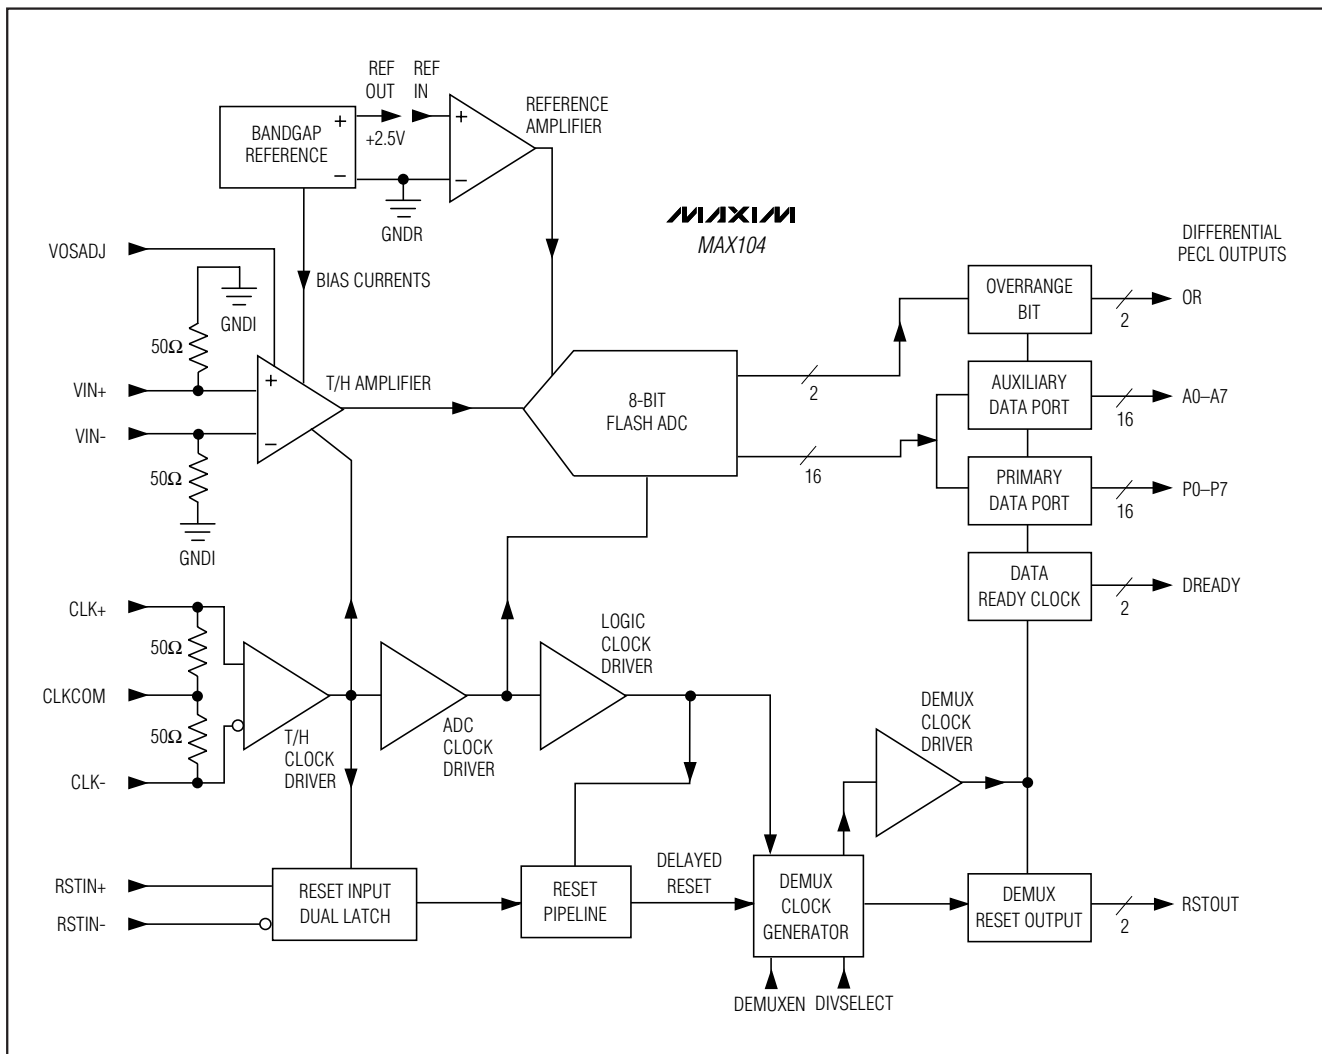 REF
OUT
REF
IN
REFERENCE
AMPLIFIER
BANDGAP
REFERENCE
+
−
+2.5V
+
−
GNDR
MAXIM
MAX104
DIFFERENTIAL
PECL OUTPUTS
VOSADJ
BIAS CURRENTS
GNDI
50Ω
OVERRANGE
BIT
2
OR
VIN+
+
T/H AMPLIFIER
8-BIT
FLASH ADC
2
AUXILIARY
DATA PORT
16
A0–A7
VIN-
−
50Ω
GNDI
16
PRIMARY
DATA PORT
16
P0–P7
DATA
READY CLOCK
2
DREADY
CLK+
50Ω
CLKCOM
50Ω
CLK-
T/H
CLOCK
DRIVER
ADC
CLOCK
DRIVER
LOGIC
CLOCK
DRIVER
DEMUX
CLOCK
DRIVER
RSTIN+
RSTIN-
RESET INPUT
DUAL LATCH
RESET
PIPELINE
DELAYED
RESET
DEMUX
CLOCK
GENERATOR
DEMUX
RESET OUTPUT
2
RSTOUT
DEMUXEN
DIVSELECT